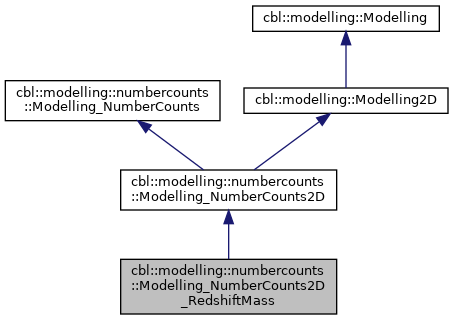 cbl::modelling::Modelling
cbl::modelling::numbercounts
::Modelling_NumberCounts
cbl::modelling::Modelling2D
cbl::modelling::numbercounts
::Modelling_NumberCounts2D
cbl::modelling::numbercounts
::Modelling_NumberCounts2D
_RedshiftMass